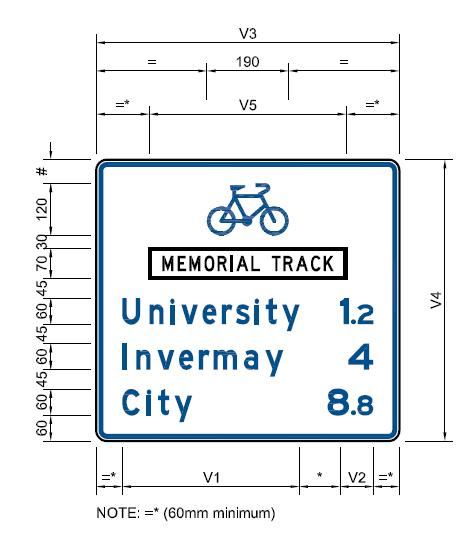 V3
= 190 =
=* V5 =*
#
120
30
70
45
60
45
60
45
60
60
V4
MEMORIAL TRACK
University 1.2
Invermay 4
City 8.8
=* V1 * V2 =*
NOTE: =* (60mm minimum)